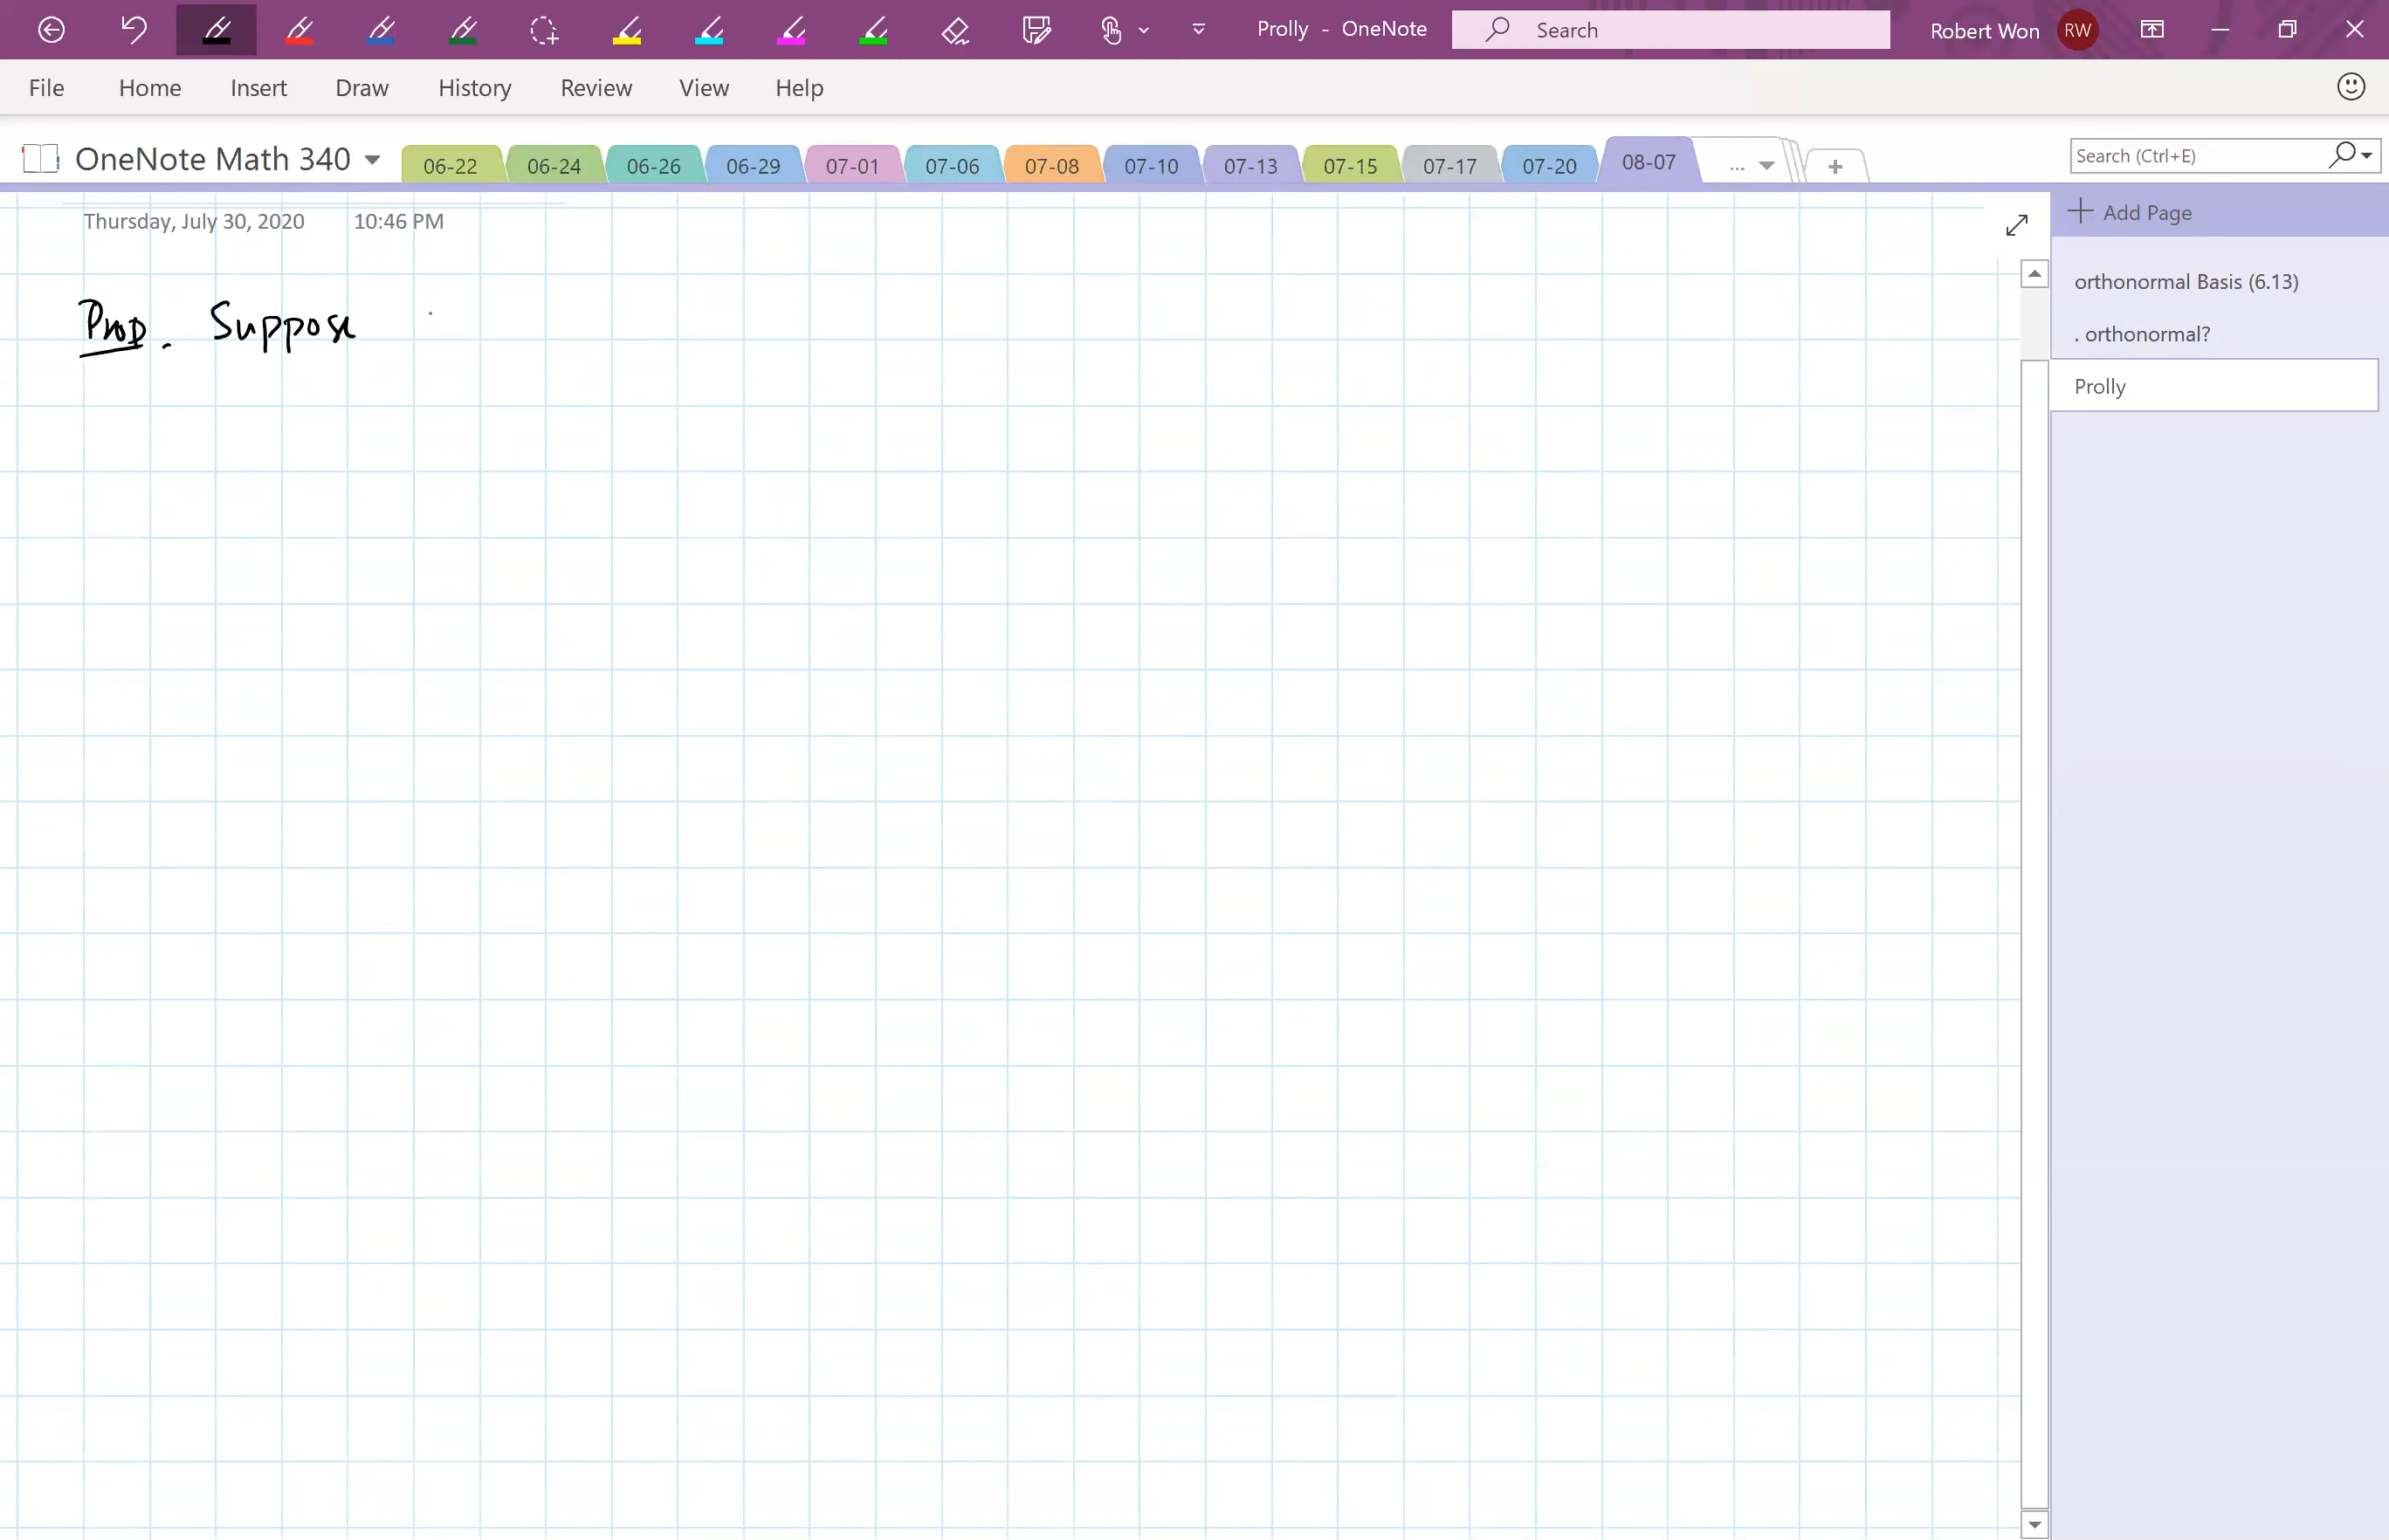 Prolly - OneNote
Search
Robert Won
RW
File Home Insert Draw History Review View Help
OneNote Math 340
06-22 06-24 06-26 06-29 07-01 07-06 07-08 07-10 07-13 07-15 07-17 07-20 08-07 ...
Search (Ctrl+E)
Thursday, July 30, 2020 10:46 PM
Add Page
orthonormal Basis (6.13)
. orthonormal?
Prolly
Prop. Suppose